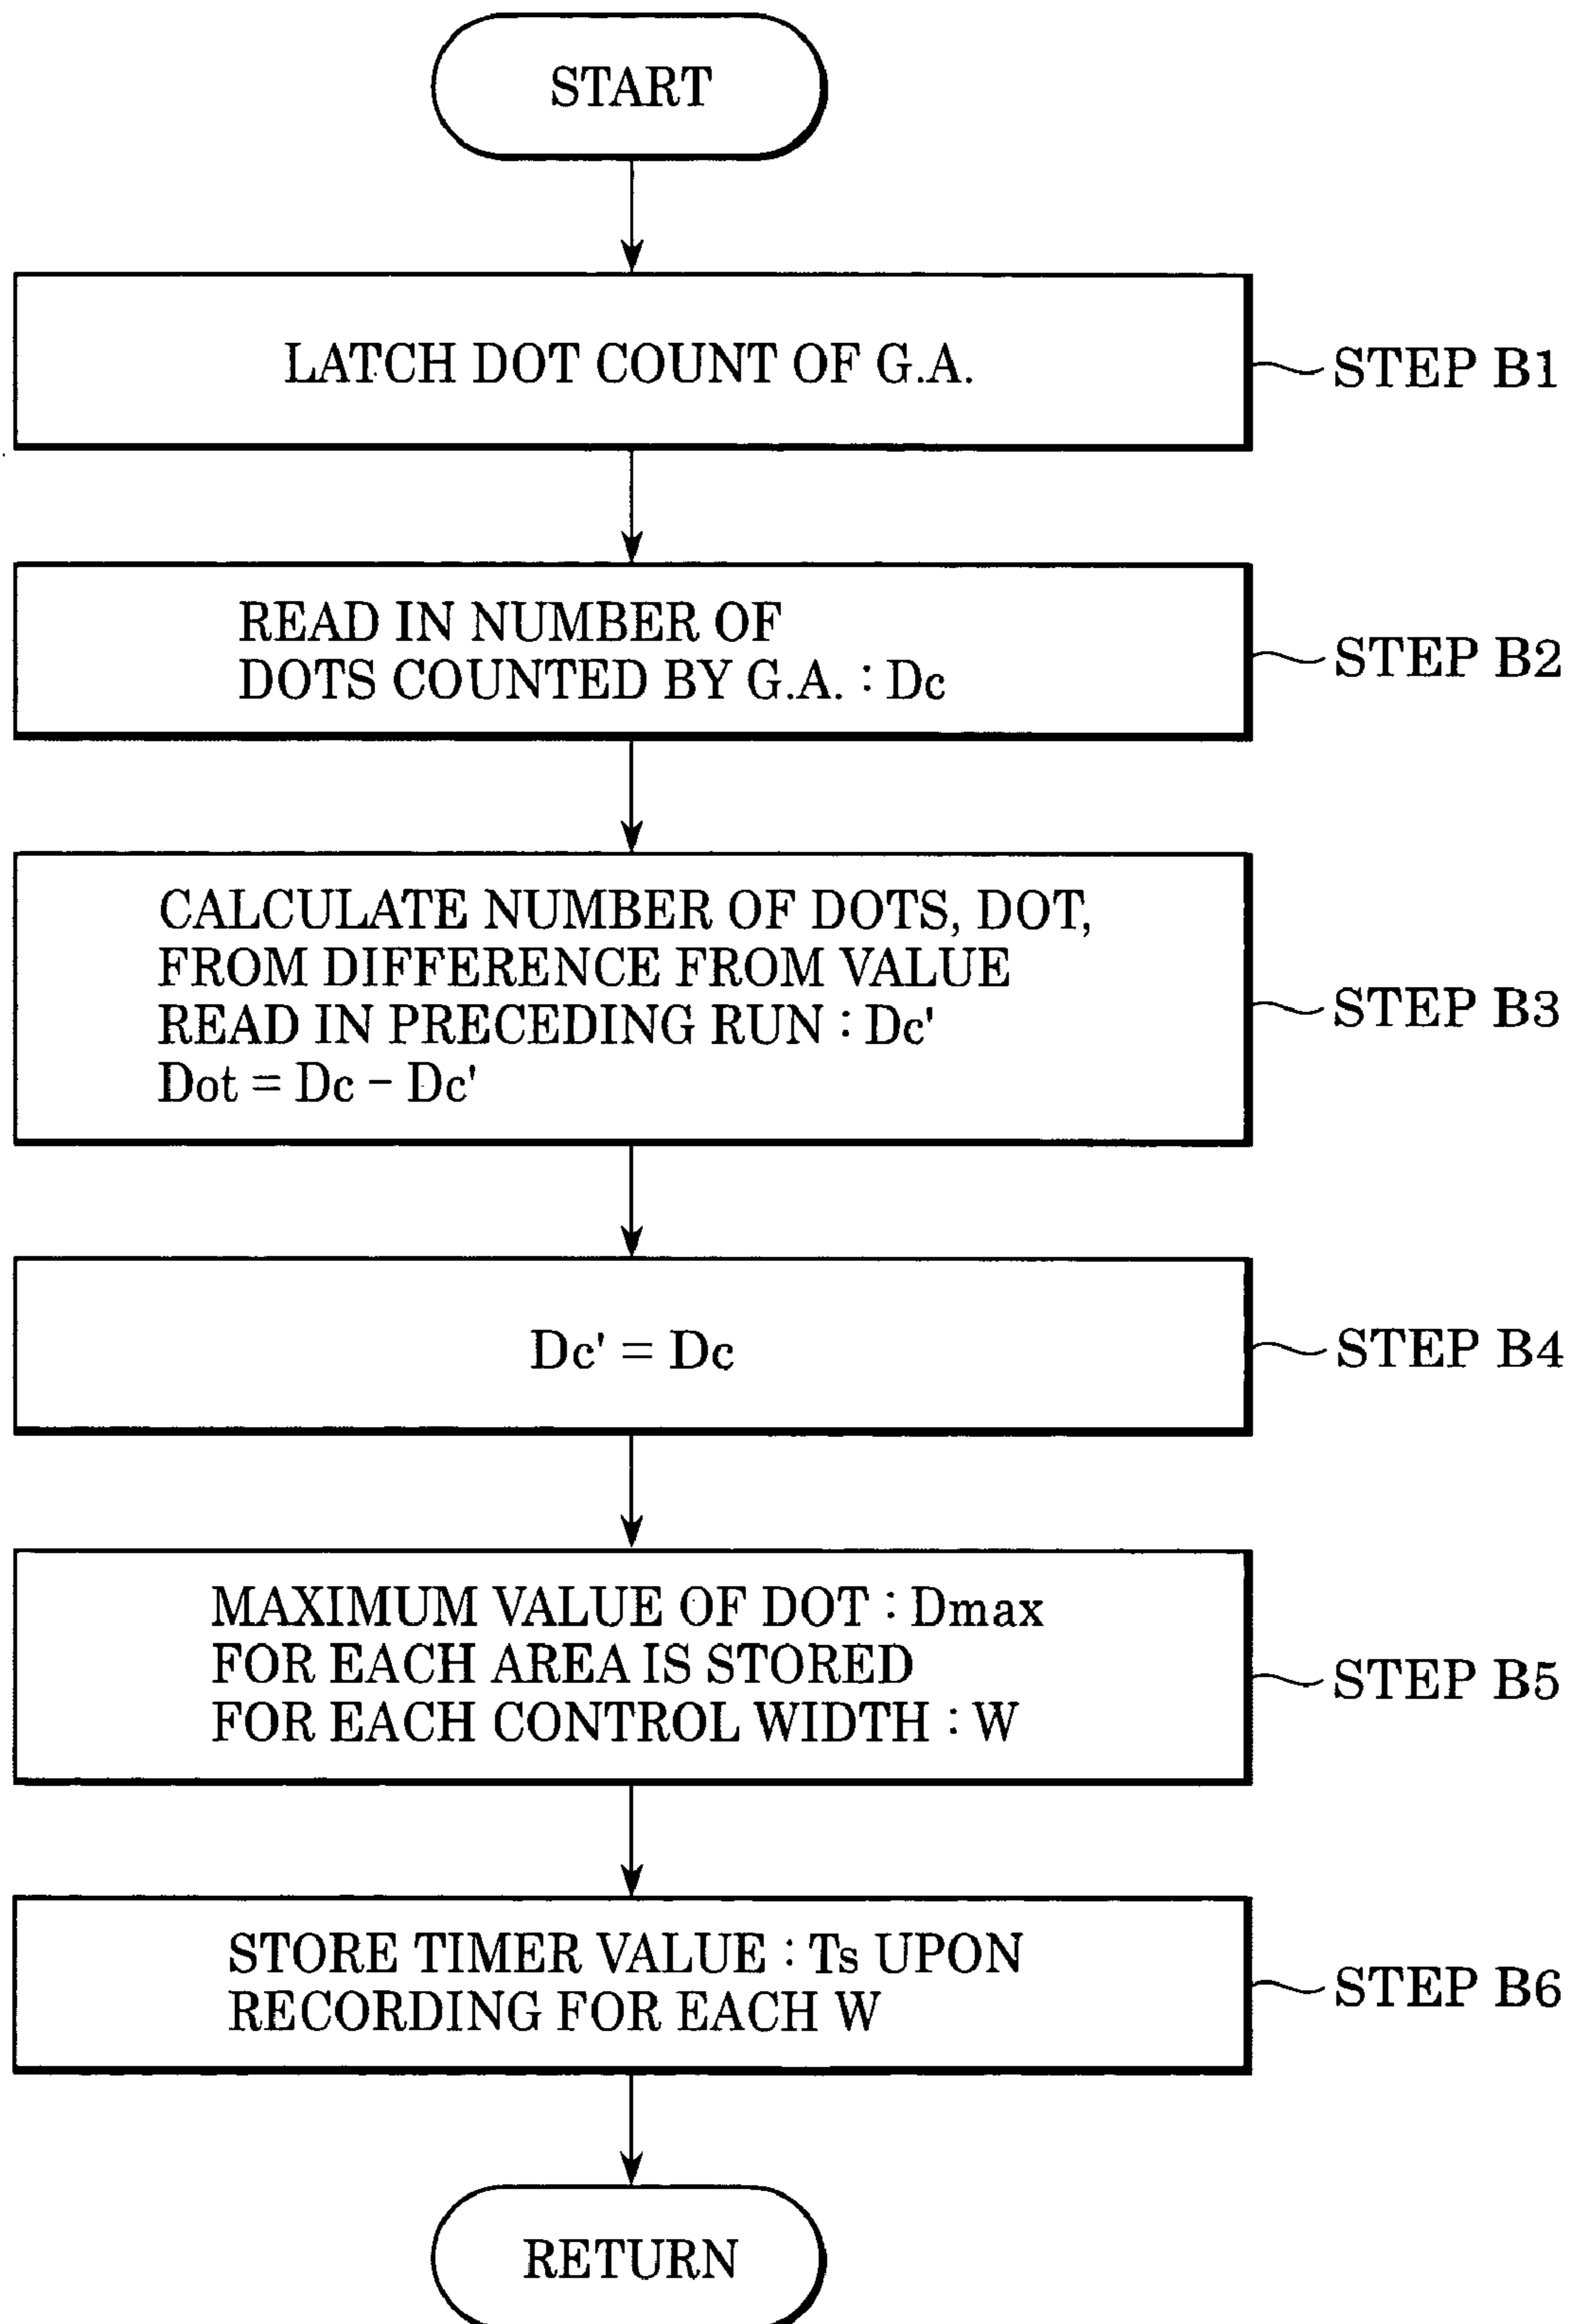 START
LATCH DOT COUNT OF G.A.
STEP B1
READ IN NUMBER OF
DOTS COUNTED BY G.A. : Dc
STEP B2
CALCULATE NUMBER OF DOTS, DOT,
FROM DIFFERENCE FROM VALUE
READ IN PRECEDING RUN : Dc'
Dot = Dc - Dc'
STEP B3
Dc' = Dc
STEP B4
MAXIMUM VALUE OF DOT : Dmax
FOR EACH AREA IS STORED
FOR EACH CONTROL WIDTH : W
STEP B5
STORE TIMER VALUE : Ts UPON
RECORDING FOR EACH W
STEP B6
RETURN